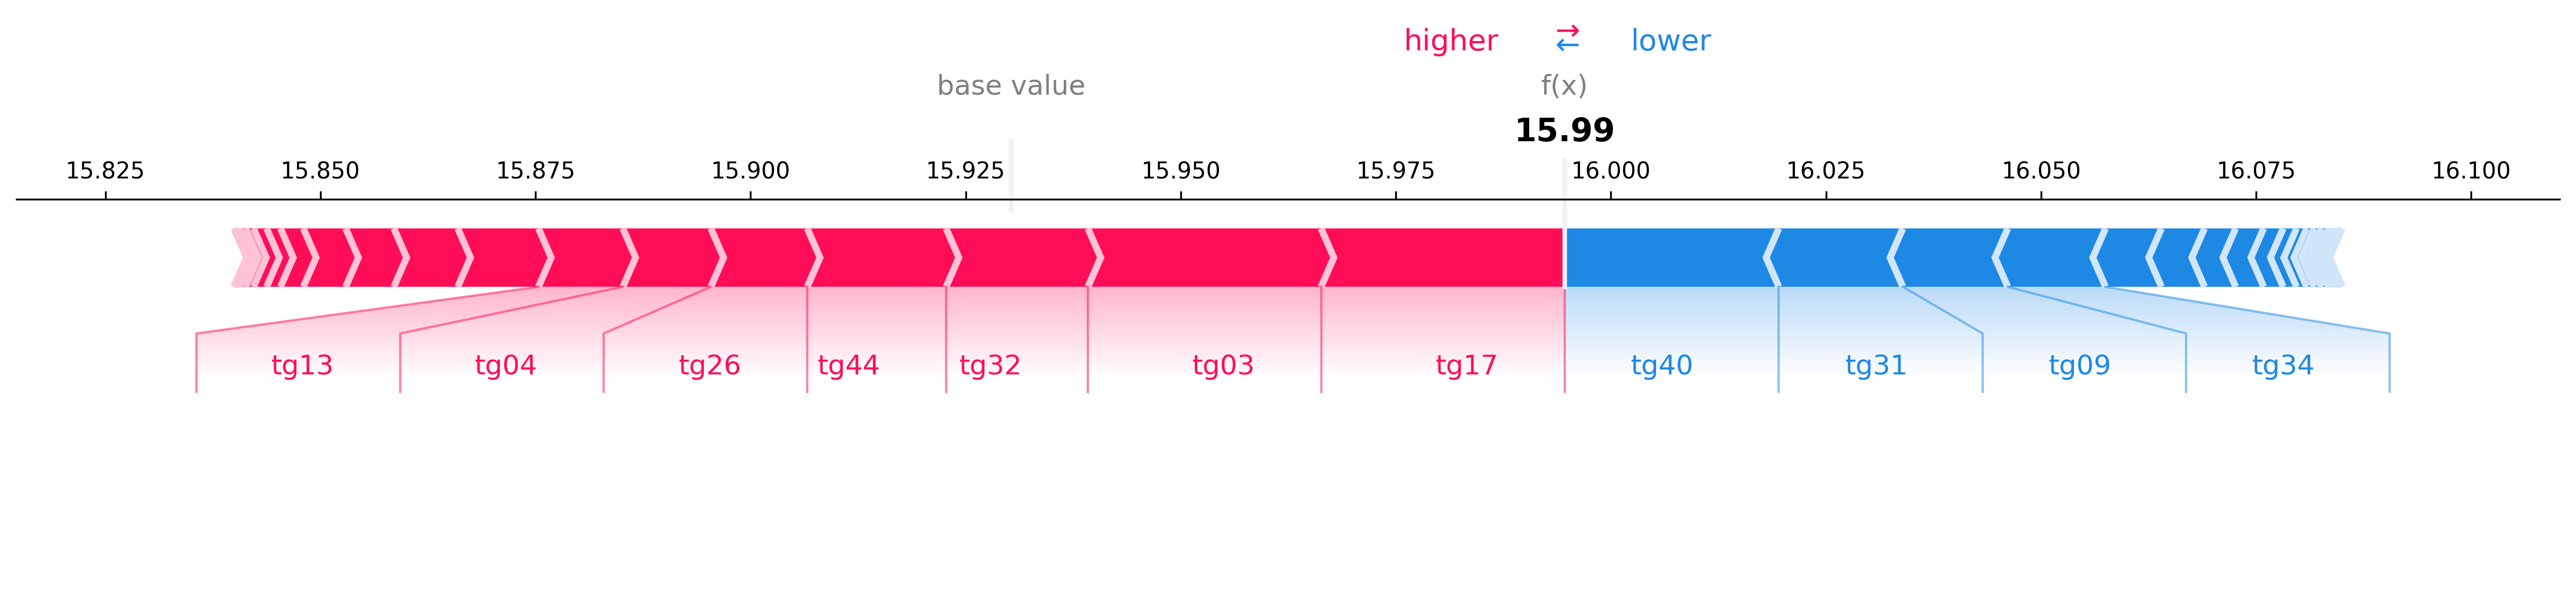 higher ⇄ lower
base value f(x)
15.99
15.825 15.850 15.875 15.900 15.925 15.950 15.975 16.000 16.025 16.050 16.075 16.100
tg13 tg04 tg26 tg44 tg32 tg03 tg17 tg40 tg31 tg09 tg34